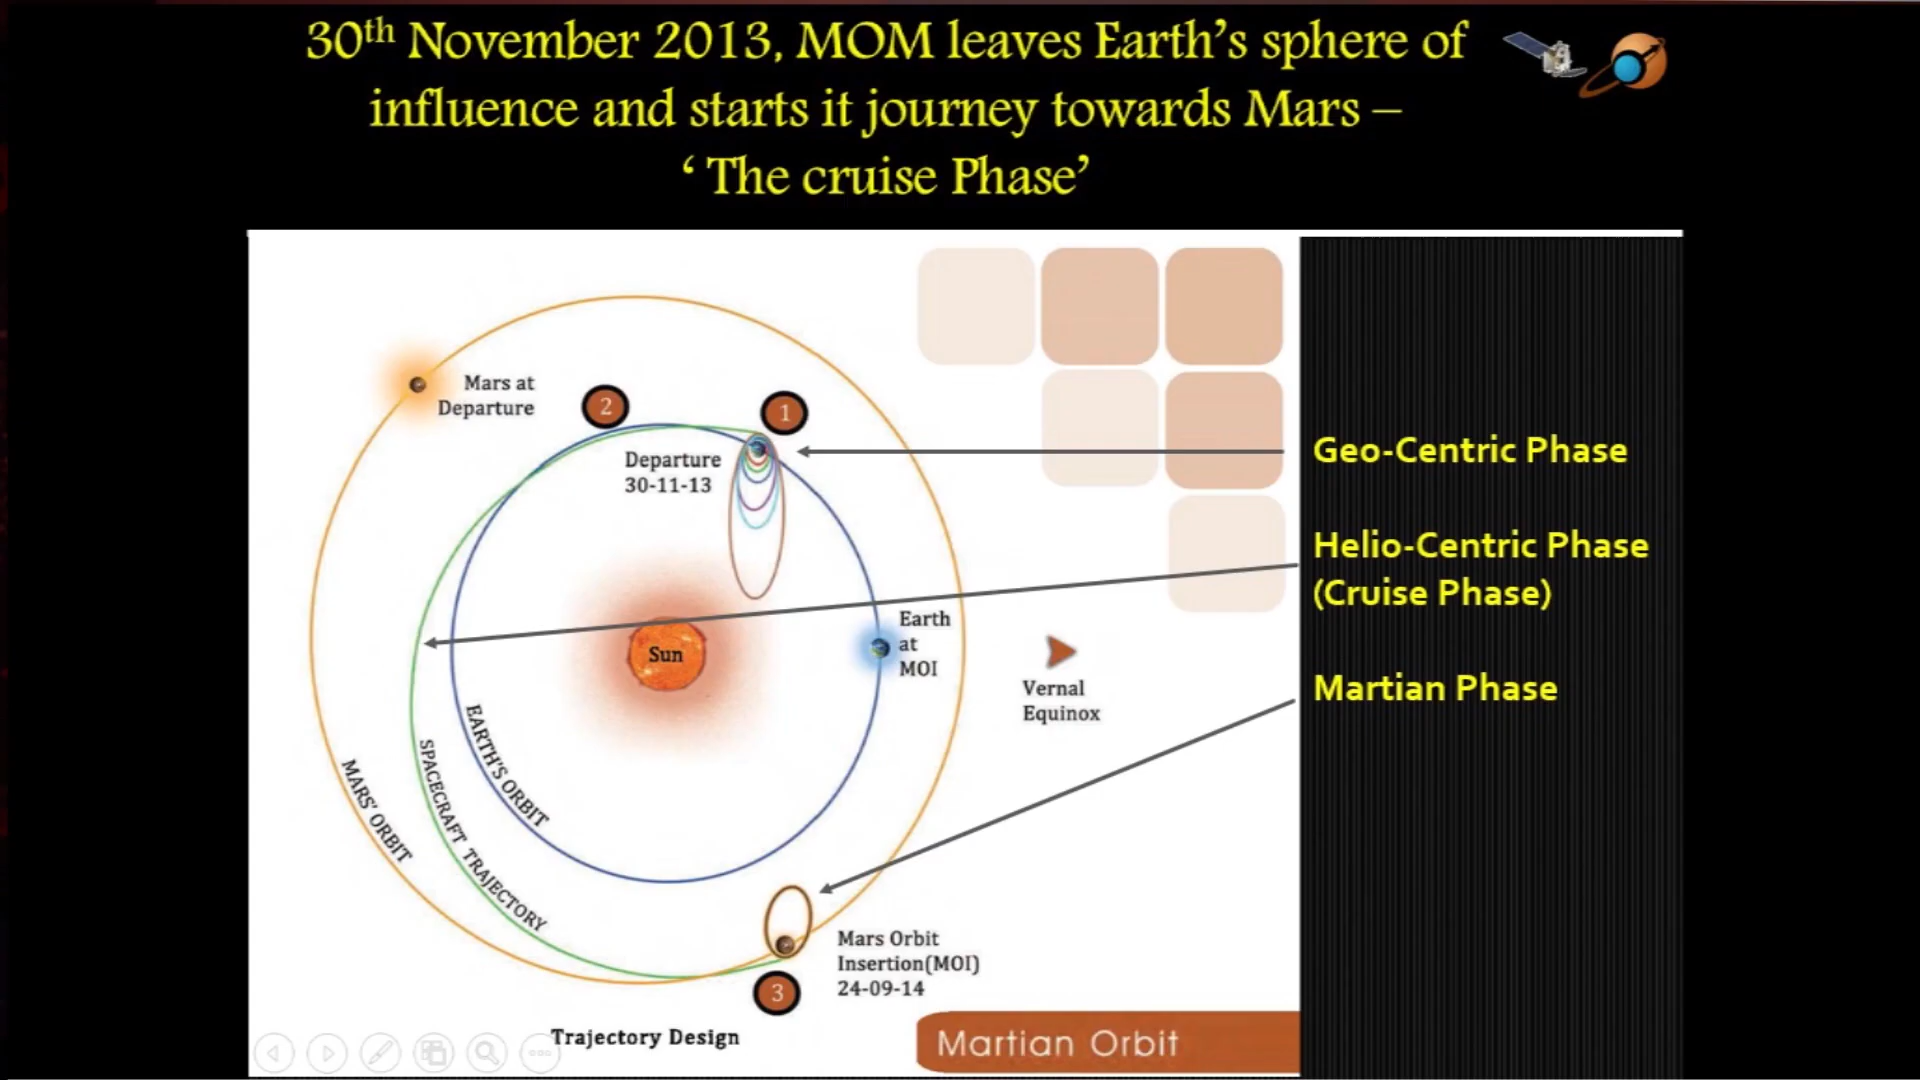 30th November 2013, MOM leaves Earth's sphere of
influence and starts it journey towards Mars –
‘ The cruise Phase’
Mars at
Departure
2
1
Departure
30-11-13
Geo-Centric Phase
Helio-Centric Phase
(Cruise Phase)
Sun
Earth
at
MOI
Vernal
Equinox
Martian Phase
EARTH'S ORBIT
SPACECRAFT TRAJECTORY
MARS' ORBIT
Mars Orbit
Insertion(MOI)
24-09-14
3
Trajectory Design
Martian Orbit